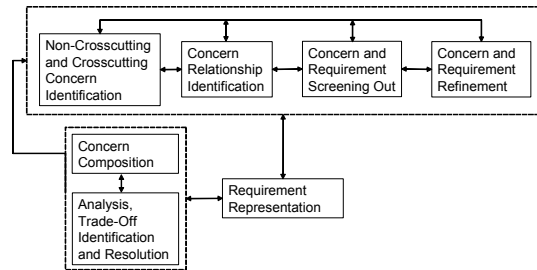 Non-Crosscutting
and Crosscutting
Concern
Identification
Concern
Relationship
Identification
Concern and
Requirement
Screening Out
Concern and
Requirement
Refinement
Concern
Composition
Analysis,
Trade-Off
Identification
and Resolution
Requirement
Representation